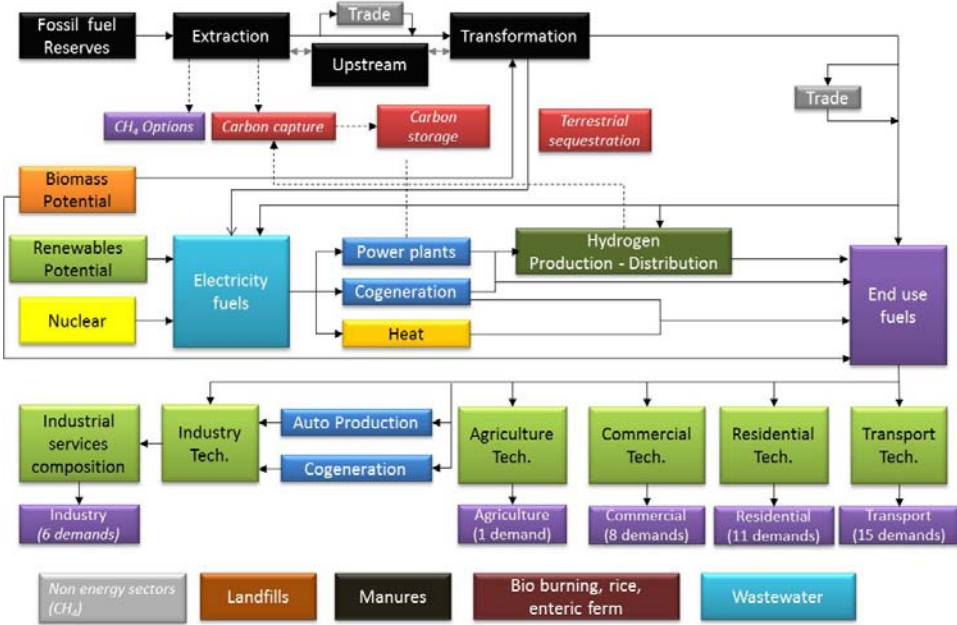 Fossil fuel
Reserves
Extraction
Trade
Transformation
Upstream
Trade
CH₄ Options
Carbon capture
Carbon
storage
Terrestrial
sequestration
Biomass
Potential
Renewables
Potential
Nuclear
Electricity
fuels
Power plants
Cogeneration
Heat
Hydrogen
Production - Distribution
End use
fuels
Industrial
services
composition
Industry
Tech.
Auto Production
Cogeneration
Agriculture
Tech.
Commercial
Tech.
Residential
Tech.
Transport
Tech.
Industry
(6 demands)
Agriculture
(1 demand)
Commercial
(8 demands)
Residential
(11 demands)
Transport
(15 demands)
Non energy sectors
(CH₄)
Landfills
Manures
Bio burning, rice,
enteric ferm
Wastewater